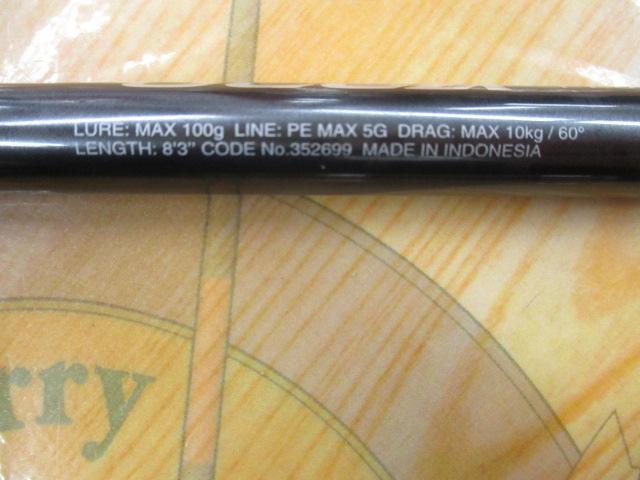 LURE: MAX 100g LINE: PE MAX 5G DRAG: MAX 10kg / 60°
LENGTH: 8'3" CODE No.352699 MADE IN INDONESIA
rry